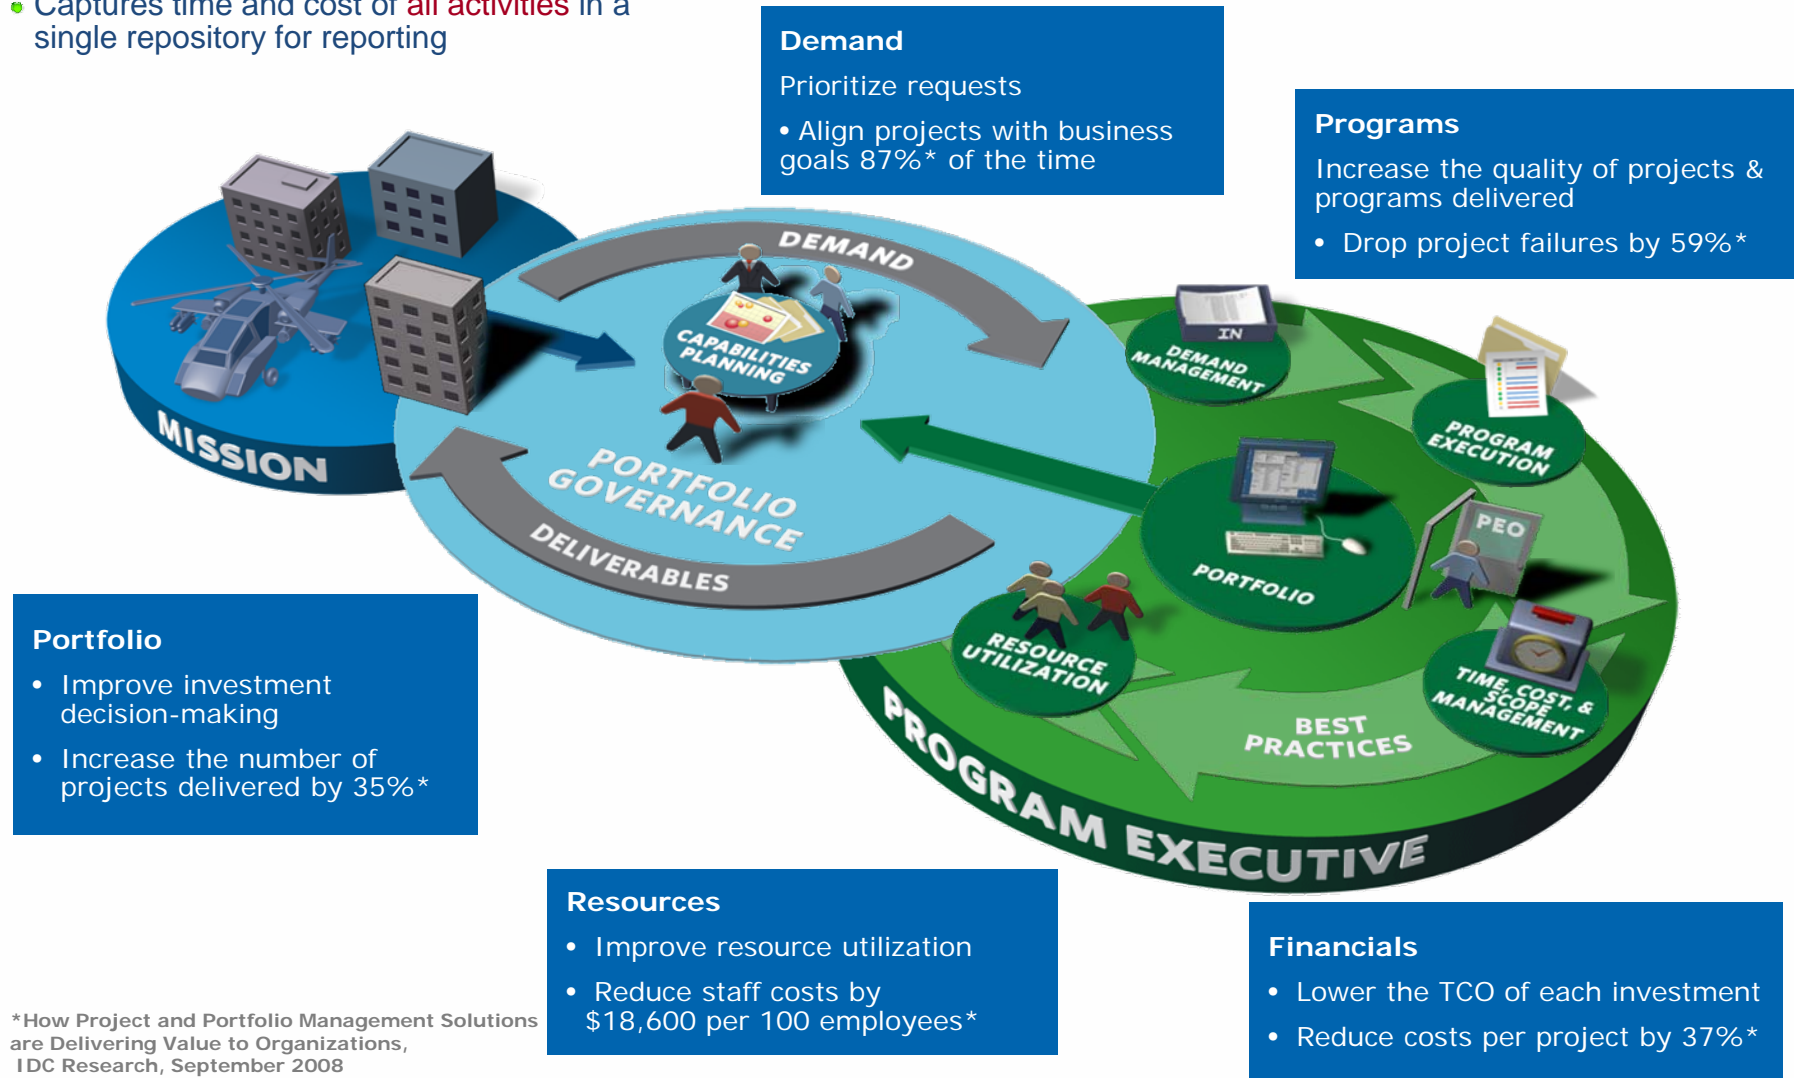 Captures time and cost of all activities in a
single repository for reporting
Demand
Prioritize requests
• Align projects with business
goals 87%* of the time
Programs
Increase the quality of projects &
programs delivered
• Drop project failures by 59%*
DEMAND
CAPABILITIES
PLANNING
PORTFOLIO
GOVERNANCE
DELIVERABLES
MISSION
IN
DEMAND
MANAGEMENT
PROGRAM
EXECUTION
PEO
PORTFOLIO
RESOURCE
UTILIZATION
TIME, COST, &
SCOPE
MANAGEMENT
BEST
PRACTICES
PROGRAM EXECUTIVE
Portfolio
• Improve investment
decision-making
• Increase the number of
projects delivered by 35%*
Resources
• Improve resource utilization
• Reduce staff costs by
$18,600 per 100 employees*
Financials
• Lower the TCO of each investment
• Reduce costs per project by 37%*
*How Project and Portfolio Management Solutions
are Delivering Value to Organizations,
IDC Research, September 2008